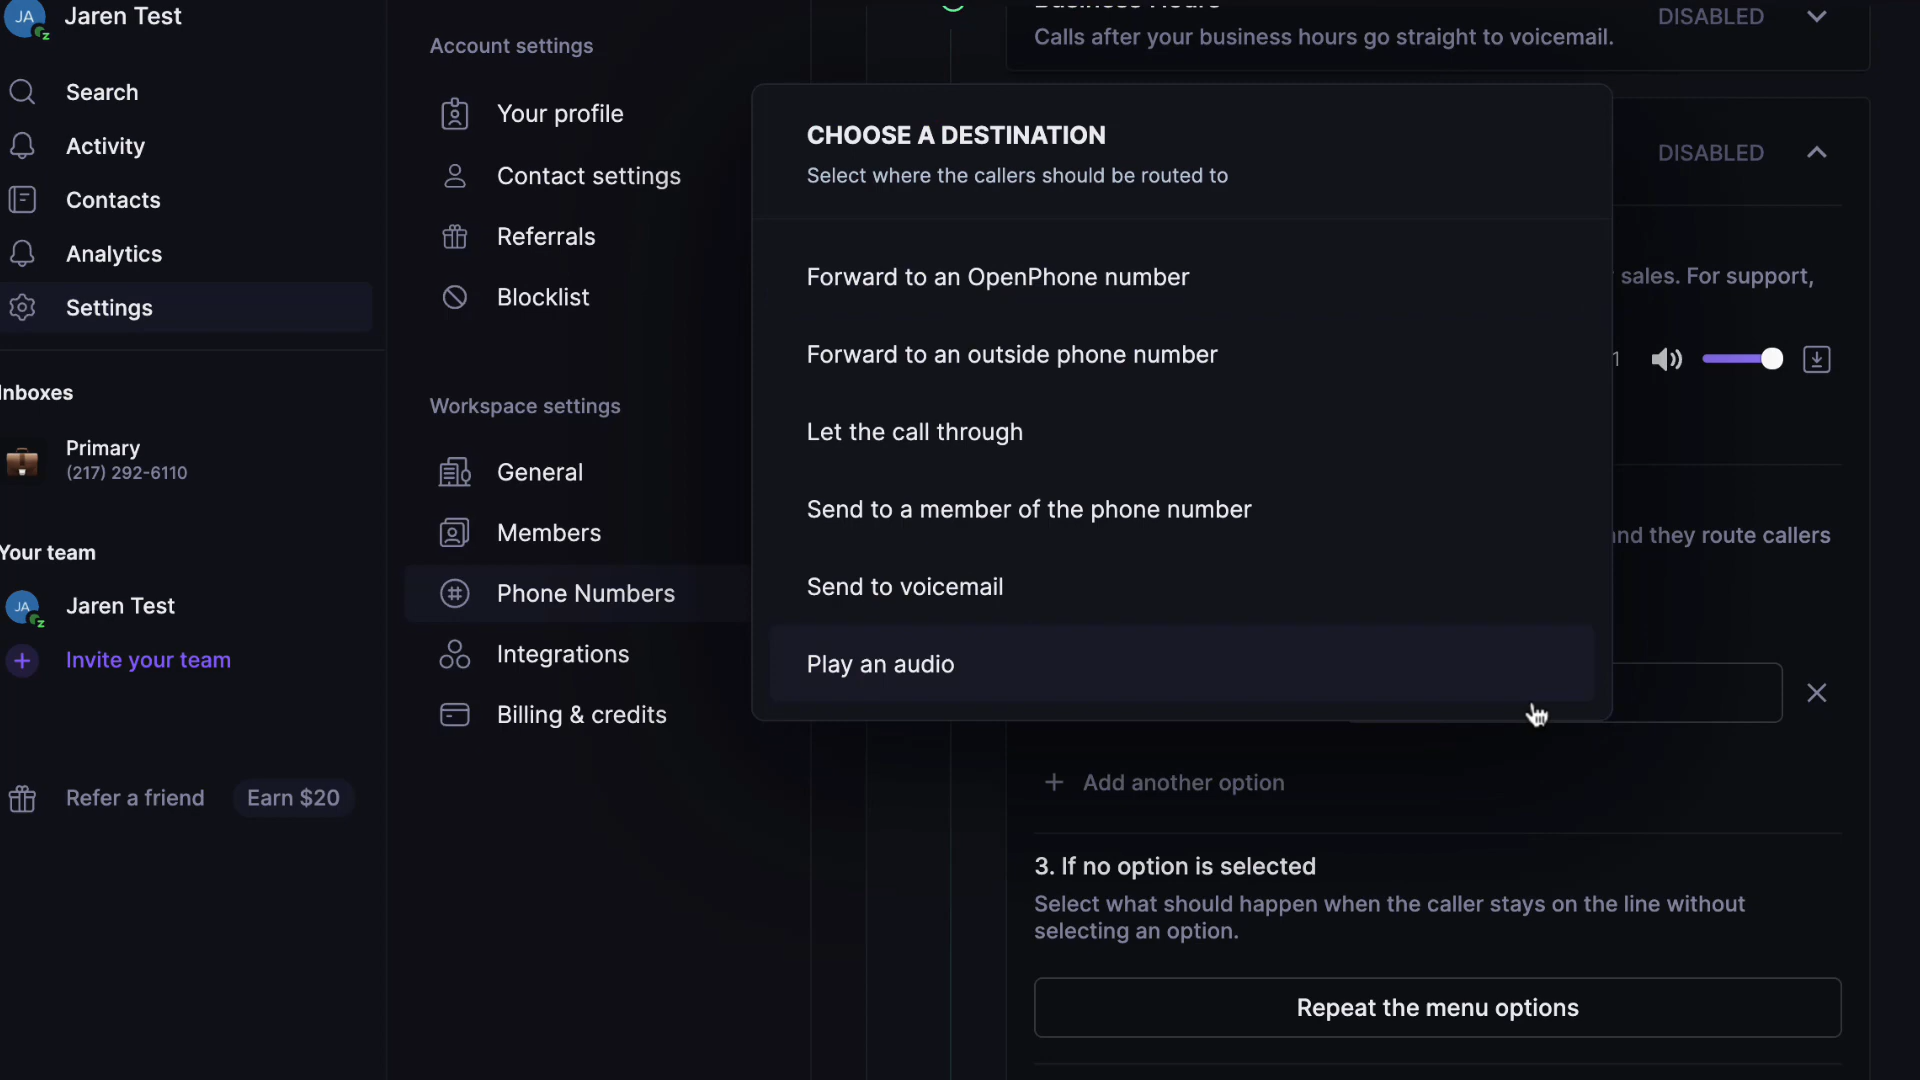 JA
Jaren Test
Search
Activity
Contacts
Analytics
Settings
Inboxes
Primary
(217) 292-6110
Your team
JA
Jaren Test
+ Invite your team
Refer a friend
Earn $20
Account settings
Your profile
Contact settings
Referrals
Blocklist
Workspace settings
General
Members
Phone Numbers
Integrations
Billing & credits
Business Hours
Calls after your business hours go straight to voicemail.
DISABLED
CHOOSE A DESTINATION
Select where the callers should be routed to
Forward to an OpenPhone number
Forward to an outside phone number
Let the call through
Send to a member of the phone number
Send to voicemail
Play an audio
DISABLED
sales. For support,
1
and they route callers
+ Add another option
3. If no option is selected
Select what should happen when the caller stays on the line without
selecting an option.
Repeat the menu options